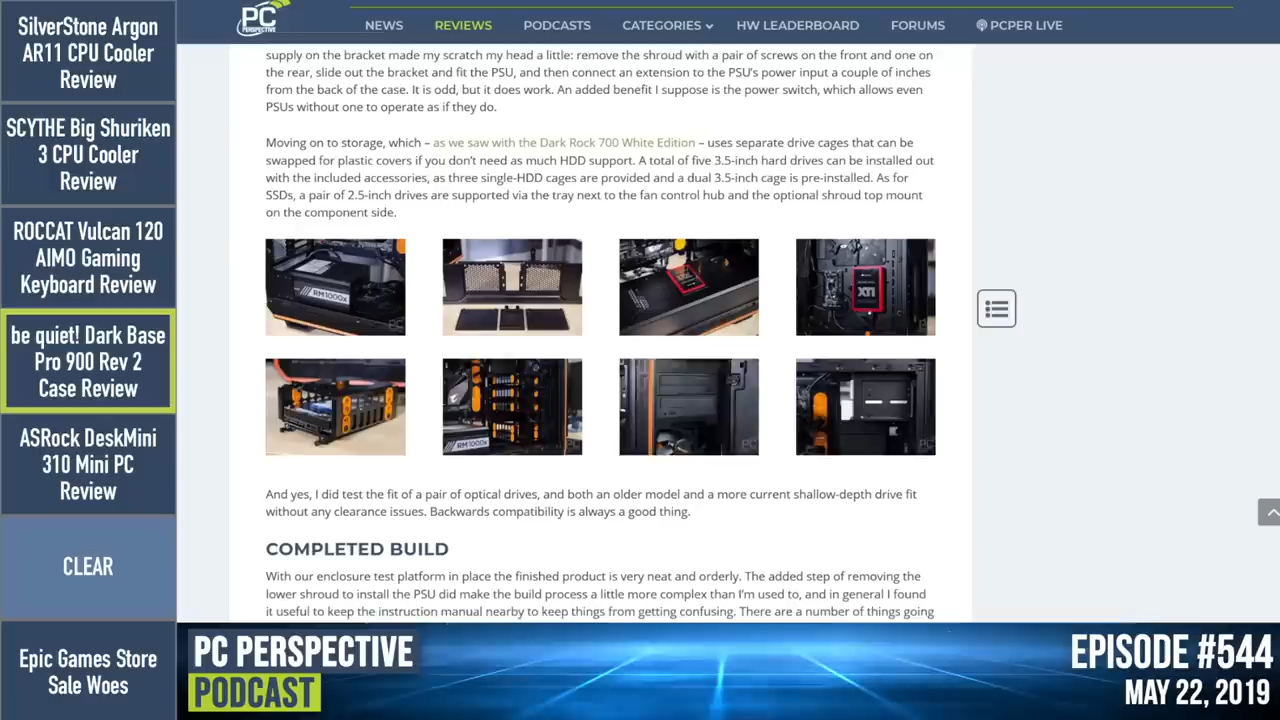 SilverStone Argon
AR11 CPU Cooler
Review
SCYTHE Big Shuriken
3 CPU Cooler
Review
ROCCAT Vulcan 120
AIMO Gaming
Keyboard Review
be quiet! Dark Base
Pro 900 Rev 2
Case Review
ASRock DeskMini
310 Mini PC
Review
CLEAR
Epic Games Store
Sale Woes
PC
PERSPECTIVE
NEWS REVIEWS PODCASTS CATEGORIES HW LEADERBOARD FORUMS PCPER LIVE
supply on the bracket made my scratch my head a little: remove the shroud with a pair of screws on the front and one on
the rear, slide out the bracket and fit the PSU, and then connect an extension to the PSU's power input a couple of inches
from the back of the case. It is odd, but it does work. An added benefit I suppose is the power switch, which allows even
PSUs without one to operate as if they do.
Moving on to storage, which – as we saw with the Dark Rock 700 White Edition – uses separate drive cages that can be
swapped for plastic covers if you don't need as much HDD support. A total of five 3.5-inch hard drives can be installed out
with the included accessories, as three single-HDD cages are provided and a dual 3.5-inch cage is pre-installed. As for
SSDs, a pair of 2.5-inch drives are supported via the tray next to the fan control hub and the optional shroud top mount
on the component side.
RM1000x
XTI
RM1000x
And yes, I did test the fit of a pair of optical drives, and both an older model and a more current shallow-depth drive fit
without any clearance issues. Backwards compatibility is always a good thing.
COMPLETED BUILD
With our enclosure test platform in place the finished product is very neat and orderly. The added step of removing the
lower shroud to install the PSU did make the build process a little more complex than I'm used to, and in general I found
it useful to keep the instruction manual nearby to keep things from getting confusing. There are a number of things going
PC PERSPECTIVE
PODCAST
EPISODE #544
MAY 22, 2019